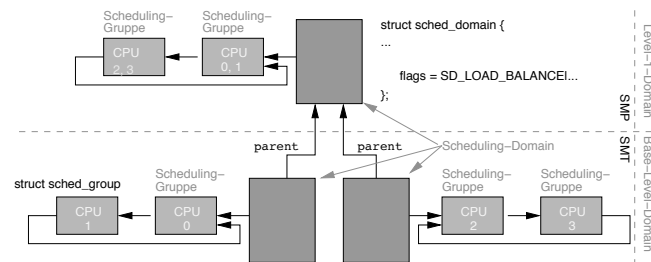 Scheduling-
Gruppe
Scheduling-
Gruppe
struct sched_domain {
...
flags = SD_LOAD_BALANCE|...
};
CPU
2, 3
CPU
0, 1
Level-1-Domain
SMP
parent
parent
Scheduling-Domain
SMT
Base-Level-Domain
struct sched_group
Scheduling-
Gruppe
Scheduling-
Gruppe
Scheduling-
Gruppe
CPU
1
CPU
0
CPU
2
CPU
3